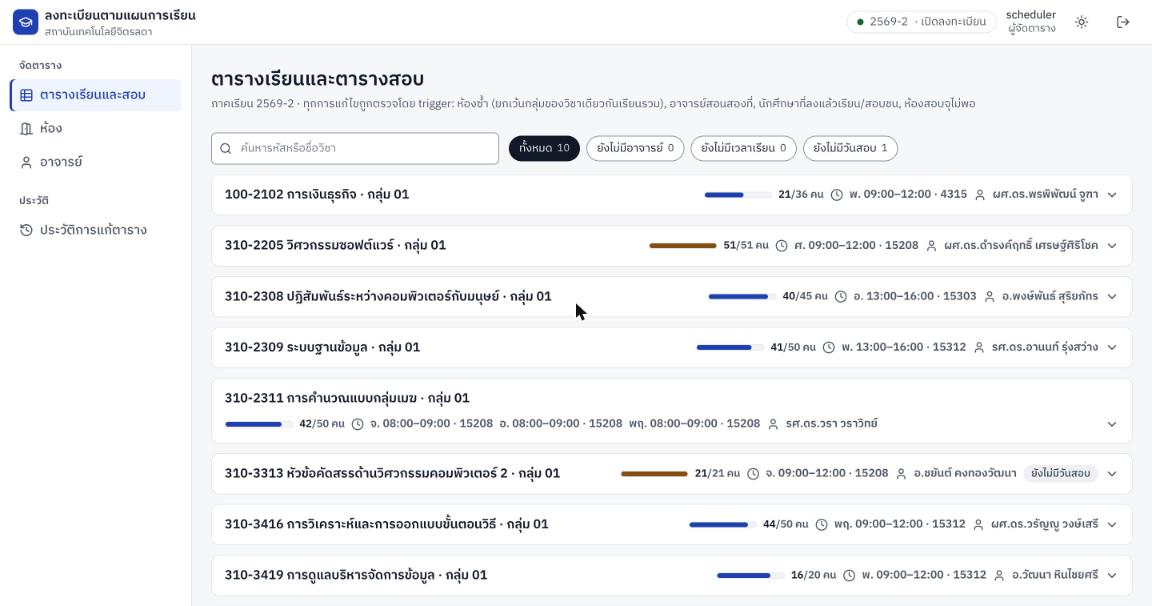 ลงทะเบียนตามแผนการเรียน
สถาบันเทคโนโลยีจิตรลดา
2569-2 · เปิดลงทะเบียน
scheduler
ผู้จัดตาราง
จัดตาราง
ตารางเรียนและสอบ
ห้อง
อาจารย์
ประวัติ
ประวัติการแก้ตาราง
ตารางเรียนและตารางสอบ
ภาคเรียน 2569-2 · ทุกการแก้ไขถูกตรวจโดย trigger: ห้องซ้ำ (ยกเว้นกลุ่มของวิชาเดียวกันเรียนรวม), อาจารย์สอนสองที่, นักศึกษาที่ลงแล้วเรียน/สอบชน, ห้องสอบจุไม่พอ
ค้นหารหัสหรือชื่อวิชา
ทั้งหมด 10
ยังไม่มีอาจารย์ 0
ยังไม่มีเวลาเรียน 0
ยังไม่มีวันสอบ 1
100-2102 การเงินธุรกิจ · กลุ่ม 01 21/36 คน พ. 09:00–12:00 · 4315 ผศ.ดร.พรพิพัฒน์ จูฑา
310-2205 วิศวกรรมซอฟต์แวร์ · กลุ่ม 01 51/51 คน ศ. 09:00–12:00 · 15208 ผศ.ดร.ดำรงค์ฤทธิ์ เศรษฐ์ศิริโชค
310-2308 ปฏิสัมพันธ์ระหว่างคอมพิวเตอร์กับมนุษย์ · กลุ่ม 01 40/45 คน อ. 13:00–16:00 · 15303 อ.พงษ์พันธ์ สุริยภัทร
310-2309 ระบบฐานข้อมูล · กลุ่ม 01 41/50 คน พ. 13:00–16:00 · 15312 รศ.ดร.อานนท์ รุ่งสว่าง
310-2311 การคำนวณแบบกลุ่มเมฆ · กลุ่ม 01
42/50 คน จ. 08:00–09:00 · 15208 อ. 08:00–09:00 · 15208 พฤ. 08:00–09:00 · 15208 รศ.ดร.วรา วราวิทย์
310-3313 หัวข้อคัดสรรด้านวิศวกรรมคอมพิวเตอร์ 2 · กลุ่ม 01 21/21 คน จ. 09:00–12:00 · 15208 อ.ชยันต์ คงทองวัฒนา ยังไม่มีวันสอบ
310-3416 การวิเคราะห์และการออกแบบขั้นตอนวิธี · กลุ่ม 01 44/50 คน พฤ. 09:00–12:00 · 15312 ผศ.ดร.วรัญญู วงษ์เสรี
310-3419 การดูแลบริหารจัดการข้อมูล · กลุ่ม 01 16/20 คน พ. 09:00–12:00 · 15312 อ.วัฒนา หินไชยศรี